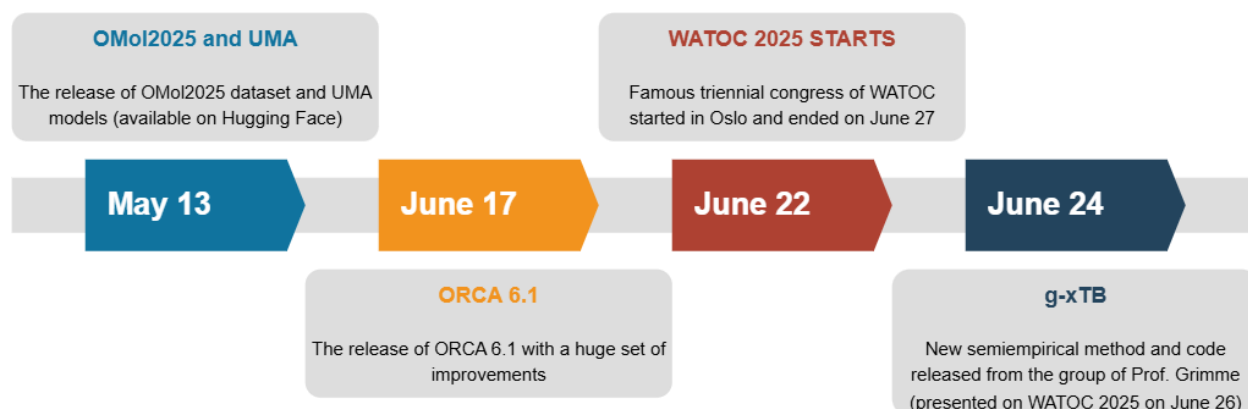 OMol2025 and UMA
The release of OMol2025 dataset and UMA
models (available on Hugging Face)
WATOC 2025 STARTS
Famous triennial congress of WATOC
started in Oslo and ended on June 27
May 13
June 17
June 22
June 24
ORCA 6.1
The release of ORCA 6.1 with a huge set of
improvements
g-xTB
New semiempirical method and code
released from the group of Prof. Grimme
(presented on WATOC 2025 on June 26)